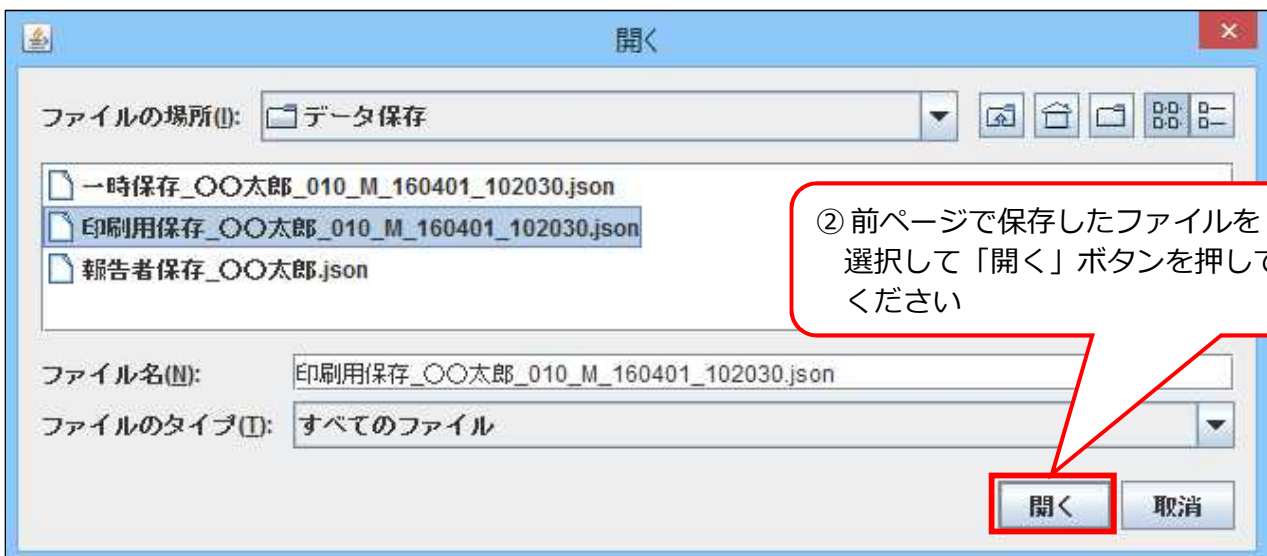 開く
ファイルの場所(I): データ保存
一時保存_〇〇太郎_010_M_160401_102030.json
印刷用保存_〇〇太郎_010_M_160401_102030.json
報告者保存_〇〇太郎.json
② 前ページで保存したファイルを
選択して「開く」ボタンを押して
ください
ファイル名(N): 印刷用保存_〇〇太郎_010_M_160401_102030.json
ファイルのタイプ(T): すべてのファイル
開く 取消